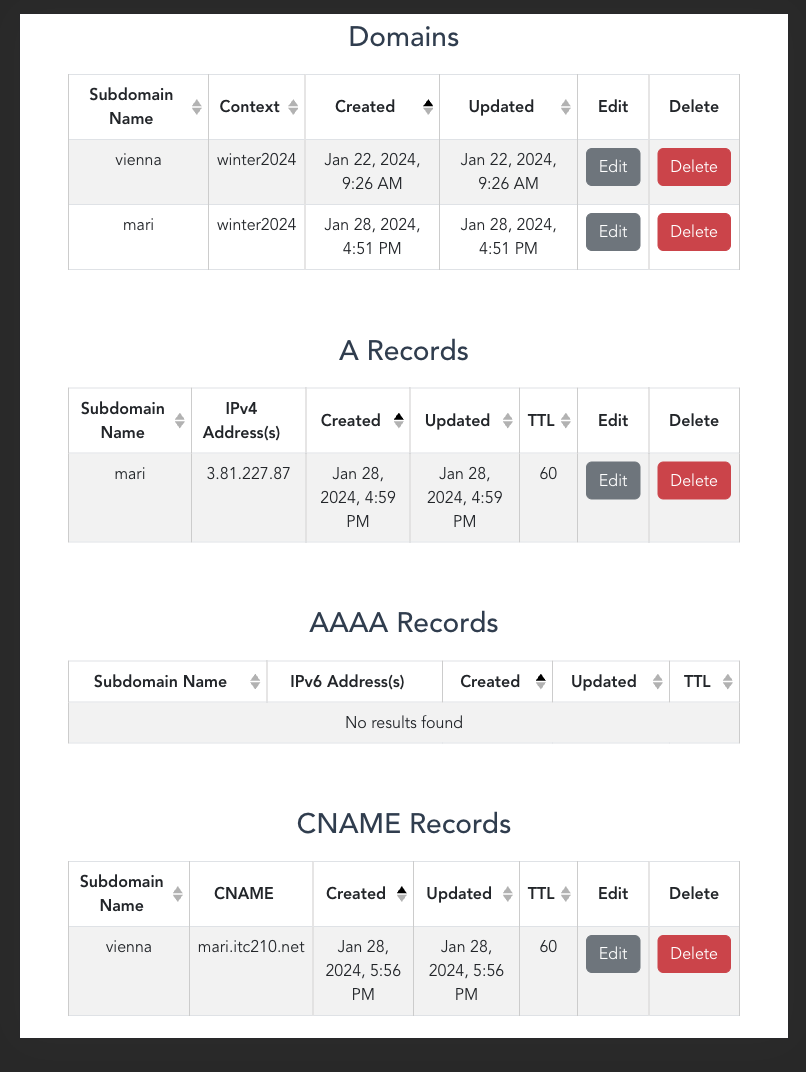 Domains
Subdomain Name Context Created Updated Edit Delete
vienna winter2024 Jan 22, 2024, 9:26 AM Jan 22, 2024, 9:26 AM Edit Delete
mari winter2024 Jan 28, 2024, 4:51 PM Jan 28, 2024, 4:51 PM Edit Delete
A Records
Subdomain Name IPv4 Address(s) Created Updated TTL Edit Delete
mari 3.81.227.87 Jan 28, 2024, 4:59 PM Jan 28, 2024, 4:59 PM 60 Edit Delete
AAAA Records
Subdomain Name IPv6 Address(s) Created Updated TTL
No results found
CNAME Records
Subdomain Name CNAME Created Updated TTL Edit Delete
vienna mari.itc210.net Jan 28, 2024, 5:56 PM Jan 28, 2024, 5:56 PM 60 Edit Delete